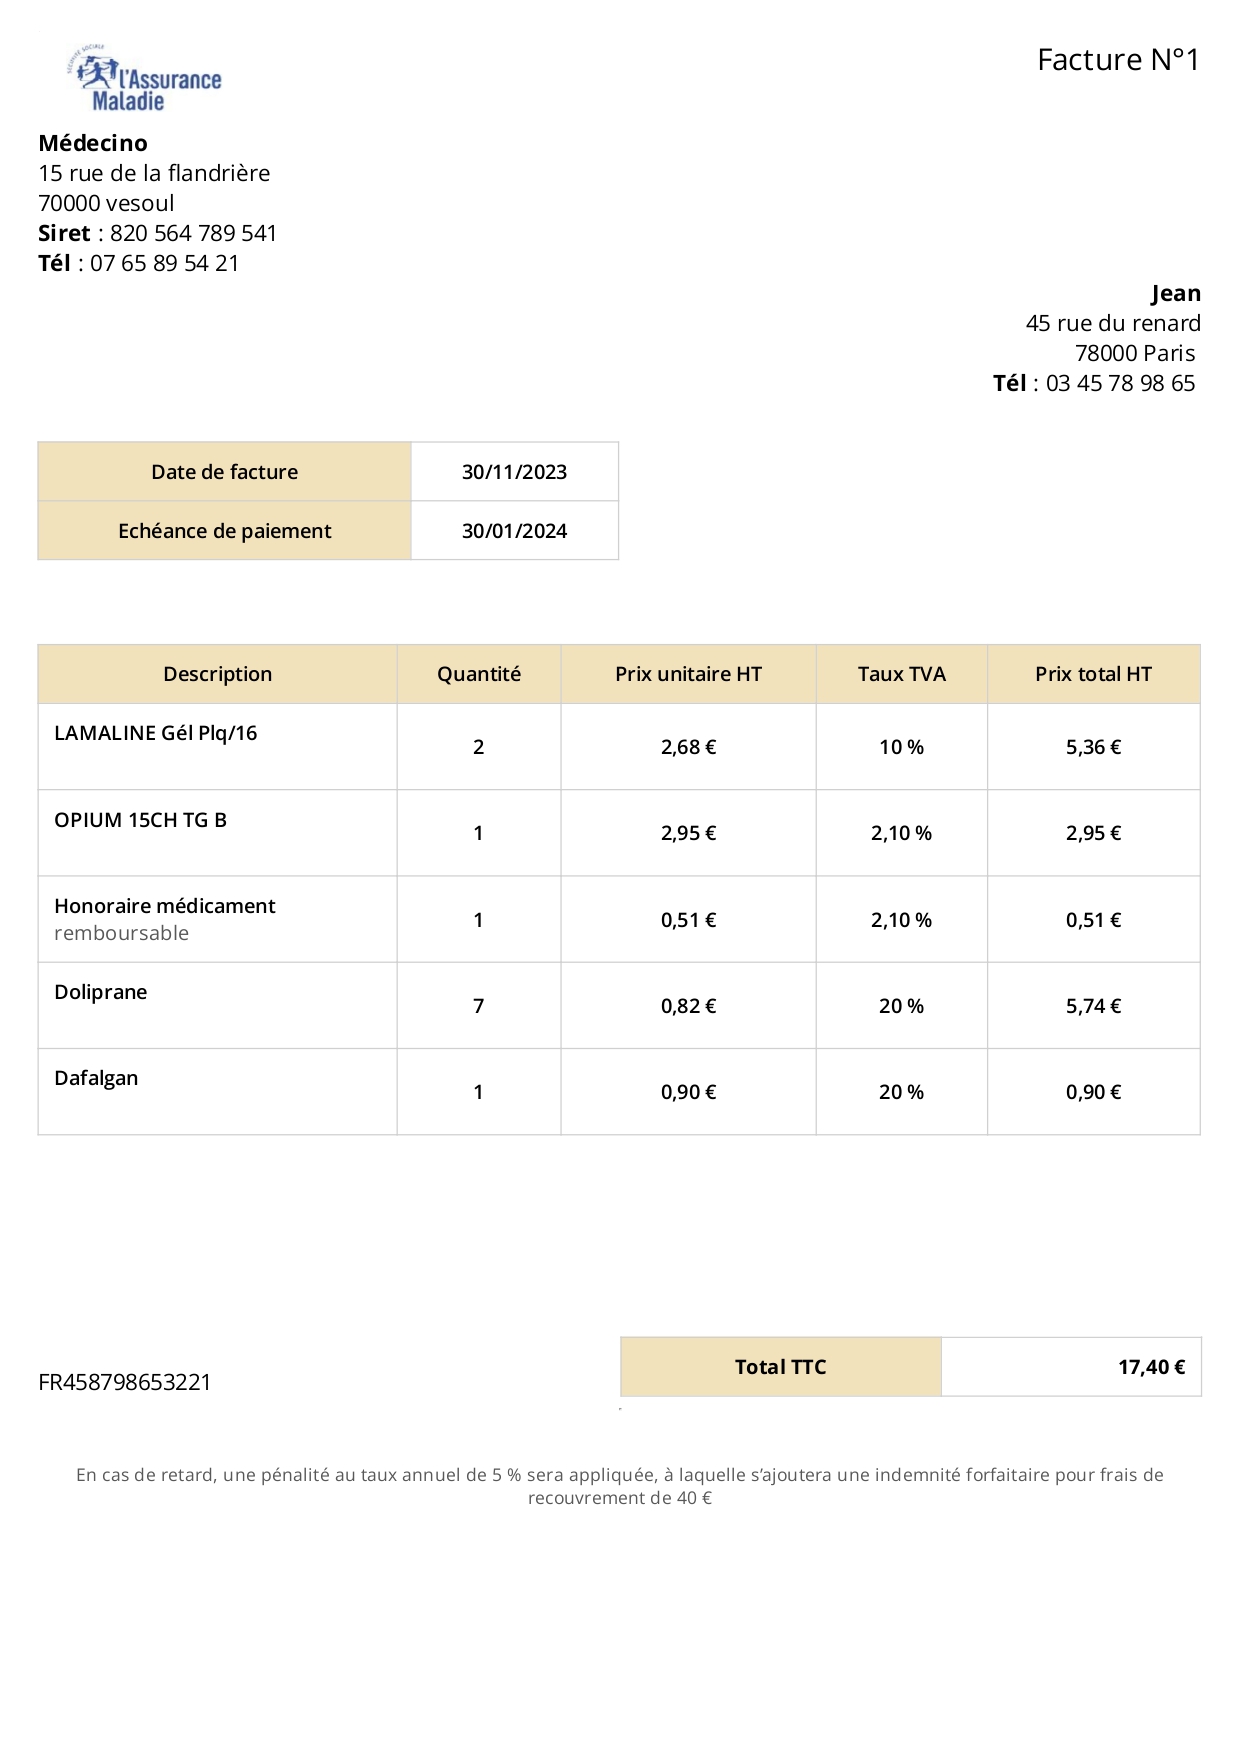 SÉCURITÉ SOCIALE
l'Assurance
Maladie
Facture N°1
Médecino
15 rue de la flandrière
70000 vesoul
Siret : 820 564 789 541
Tél : 07 65 89 54 21
Jean
45 rue du renard
78000 Paris
Tél : 03 45 78 98 65
Date de facture 30/11/2023
Echéance de paiement 30/01/2024
Description Quantité Prix unitaire HT Taux TVA Prix total HT
LAMALINE Gél Plq/16 2 2,68 € 10 % 5,36 €
OPIUM 15CH TG B 1 2,95 € 2,10 % 2,95 €
Honoraire médicament 1 0,51 € 2,10 % 0,51 €
remboursable
Doliprane 7 0,82 € 20 % 5,74 €
Dafalgan 1 0,90 € 20 % 0,90 €
Total TTC 17,40 €
FR458798653221
En cas de retard, une pénalité au taux annuel de 5 % sera appliquée, à laquelle s’ajoutera une indemnité forfaitaire pour frais de
recouvrement de 40 €